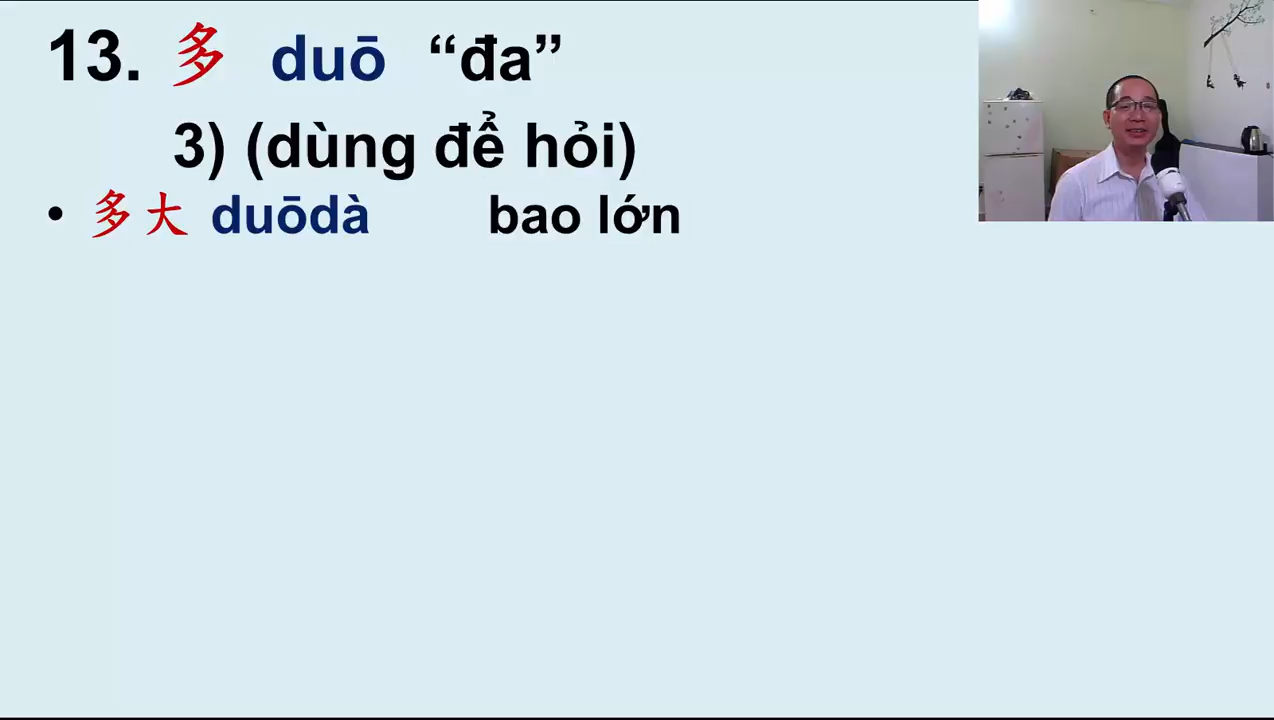 13. 多 duō “đa”
3) (dùng để hỏi)
• 多大 duōdà bao lớn